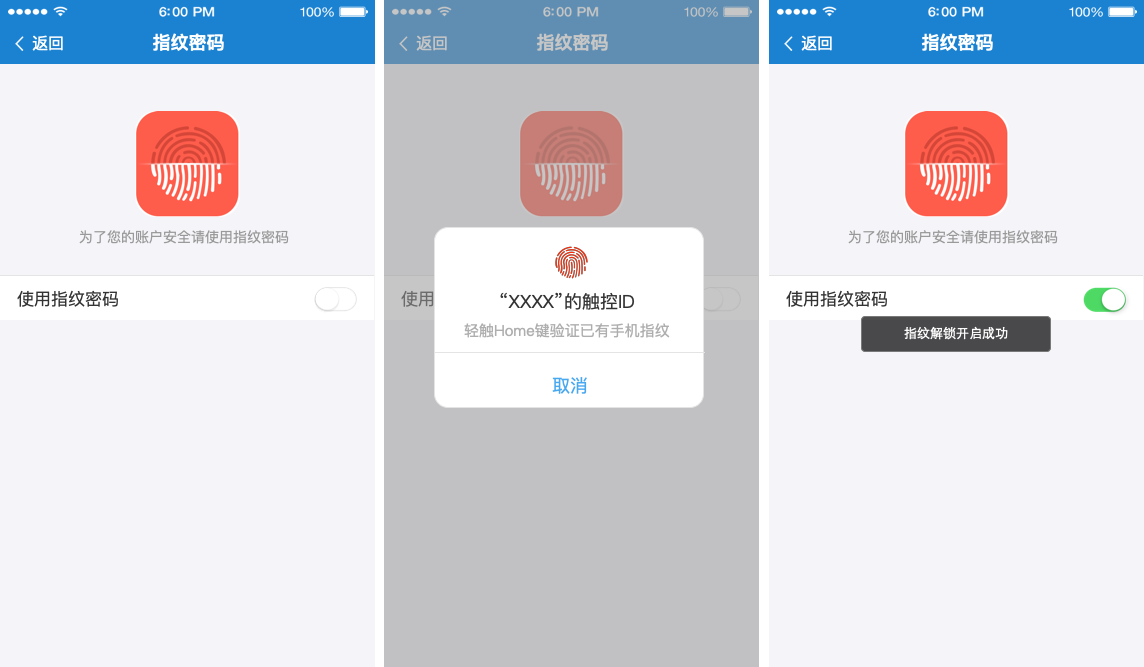 6:00 PM 100%
返回 指纹密码
为了您的账户安全请使用指纹密码
使用指纹密码
6:00 PM 100%
返回 指纹密码
使用
“XXXX”的触控ID
轻触Home键验证已有手机指纹
取消
6:00 PM 100%
返回 指纹密码
为了您的账户安全请使用指纹密码
使用指纹密码
指纹解锁开启成功